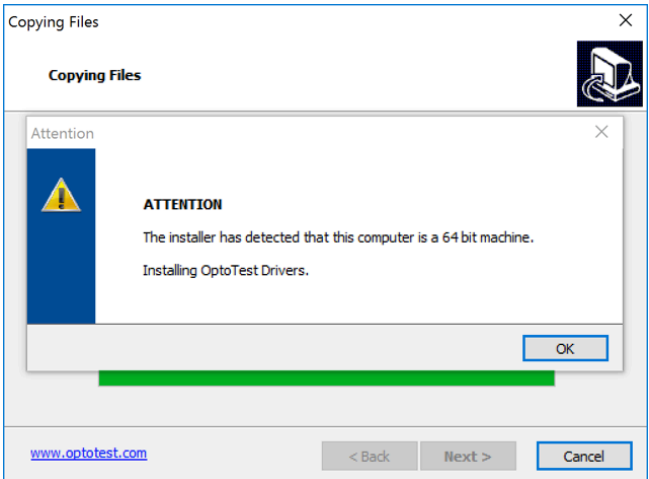 Copying Files
Copying Files
Attention
ATTENTION
The installer has detected that this computer is a 64 bit machine.
Installing OptoTest Drivers.
OK
www.optotest.com
< Back
Next >
Cancel